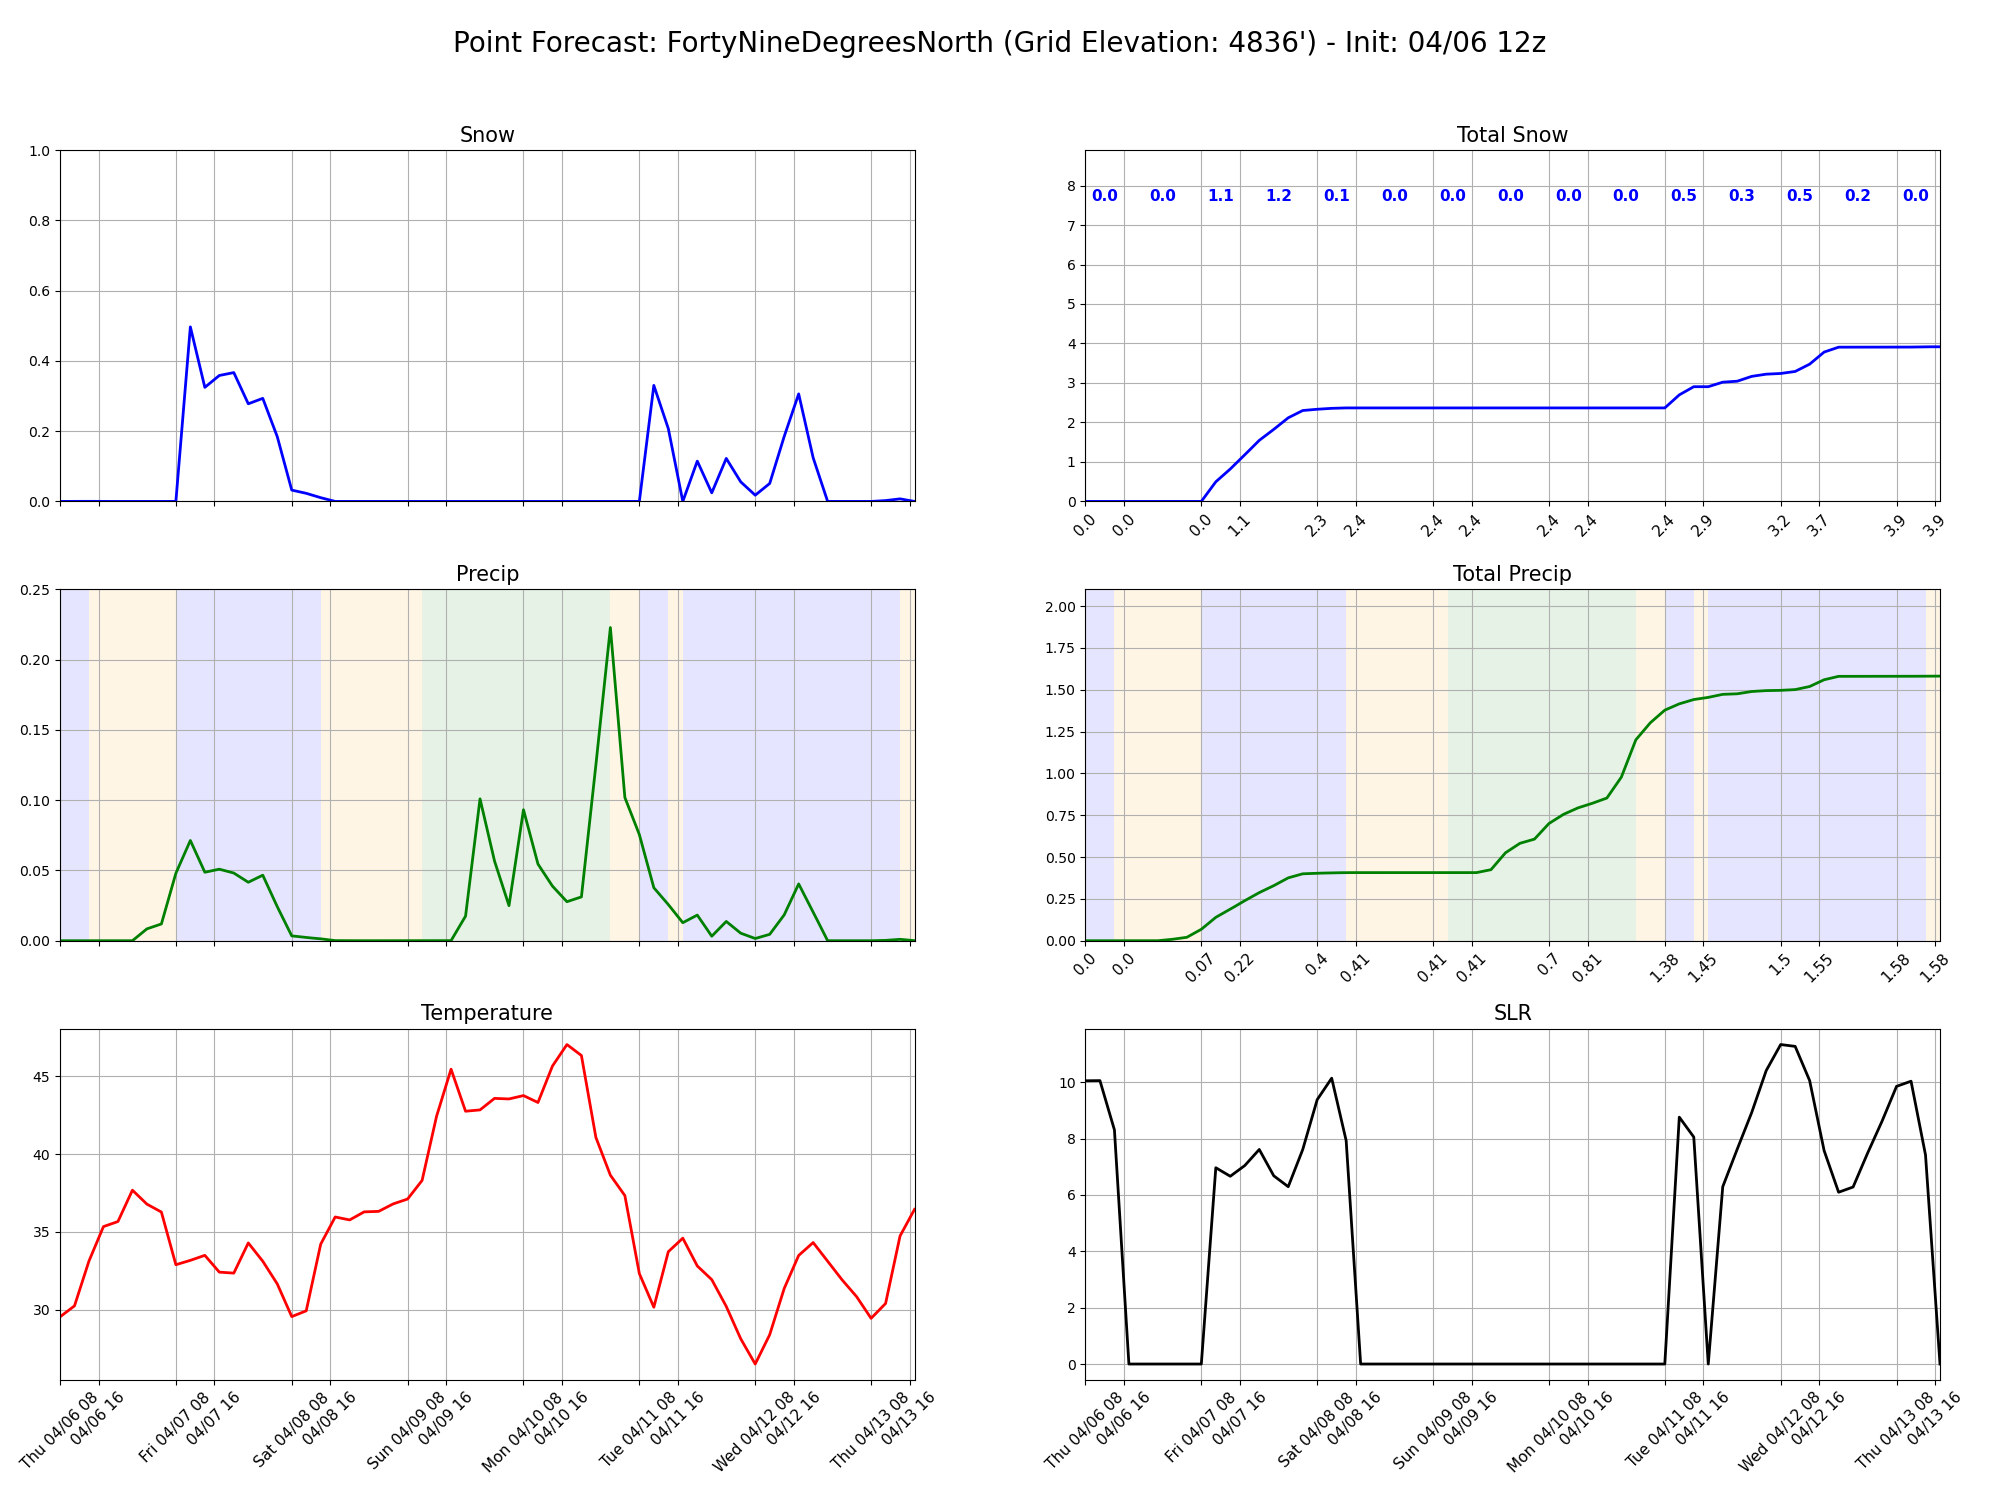 Point Forecast: FortyNineDegreesNorth (Grid Elevation: 4836') - Init: 04/06 12z
Snow
1.0
0.8
0.6
0.4
0.2
0.0
Total Snow
8
7
6
5
4
3
2
1
0
0.0 0.0 1.1 1.2 0.1 0.0 0.0 0.0 0.0 0.0 0.5 0.3 0.5 0.2 0.0
0.0 0.0 0.0 1.1 2.3 2.4 2.4 2.4 2.4 2.4 2.4 2.9 3.2 3.7 3.9 3.9
Precip
0.25
0.20
0.15
0.10
0.05
0.00
Total Precip
2.00
1.75
1.50
1.25
1.00
0.75
0.50
0.25
0.00
0.0 0.0 0.07 0.22 0.4 0.41 0.41 0.41 0.7 0.81 1.38 1.45 1.5 1.55 1.58 1.58
Temperature
45
40
35
30
Thu 04/06 08
04/06 16
Fri 04/07 08
04/07 16
Sat 04/08 08
04/08 16
Sun 04/09 08
04/09 16
Mon 04/10 08
04/10 16
Tue 04/11 08
04/11 16
Wed 04/12 08
04/12 16
Thu 04/13 08
04/13 16
SLR
10
8
6
4
2
0
Thu 04/06 08
04/06 16
Fri 04/07 08
04/07 16
Sat 04/08 08
04/08 16
Sun 04/09 08
04/09 16
Mon 04/10 08
04/10 16
Tue 04/11 08
04/11 16
Wed 04/12 08
04/12 16
Thu 04/13 08
04/13 16